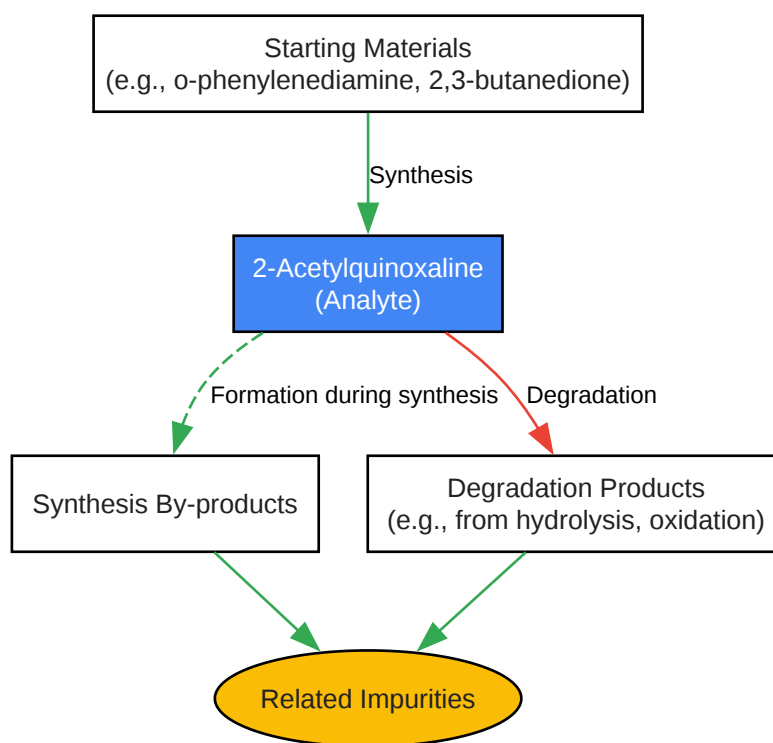 Starting Materials
(e.g., o-phenylenediamine, 2,3-butanedione)
Synthesis
2-Acetylquinoxaline
(Analyte)
Formation during synthesis
Degradation
Synthesis By-products
Degradation Products
(e.g., from hydrolysis, oxidation)
Related Impurities